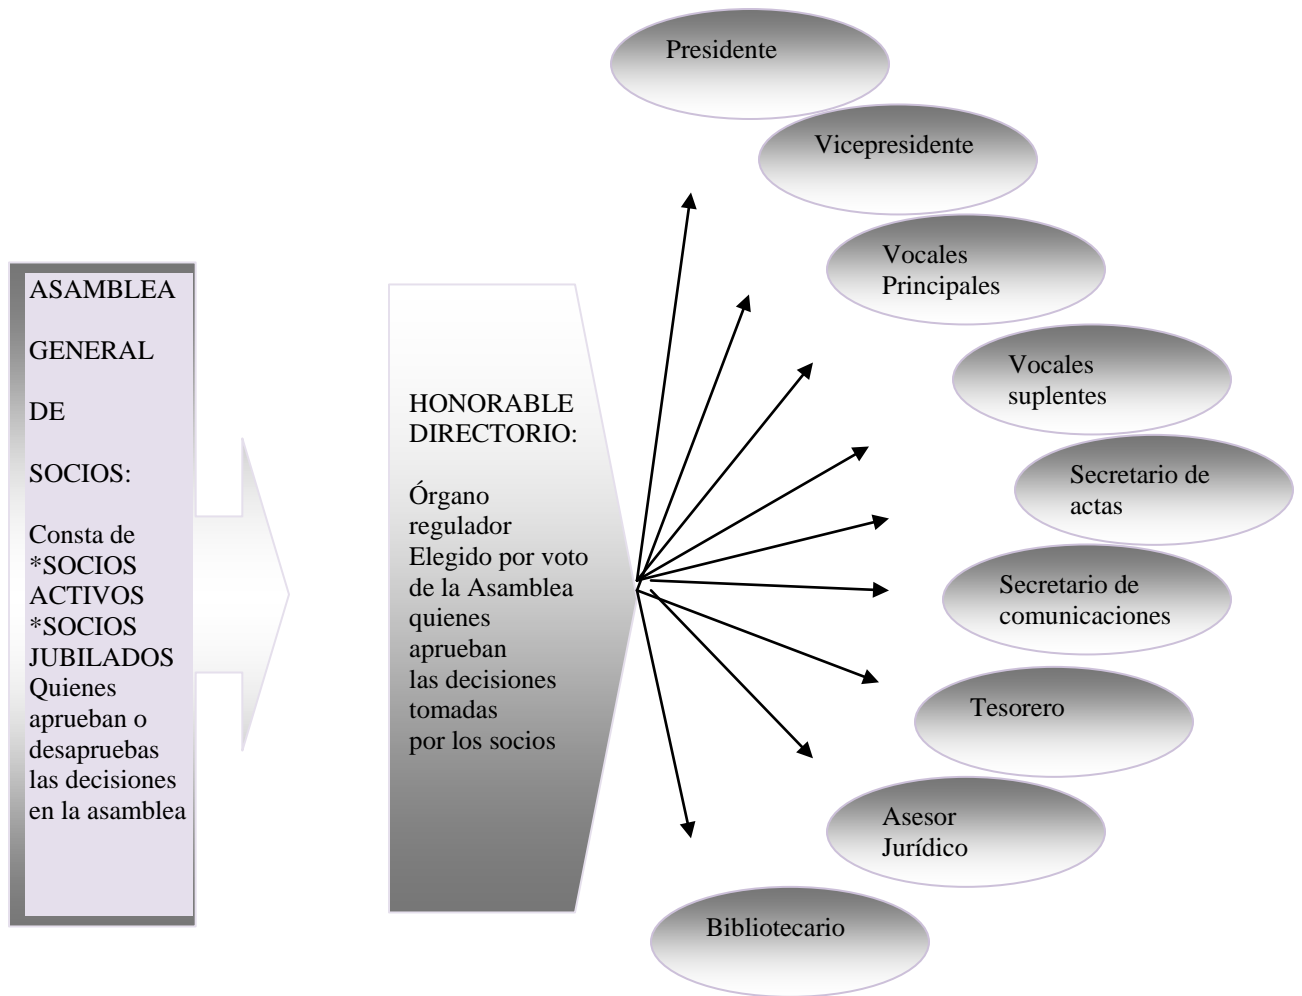 ASAMBLEA
GENERAL
DE
SOCIOS:
Consta de
*SOCIOS
ACTIVOS
*SOCIOS
JUBILADOS
Quienes
aprueban o
desapruebas
las decisiones
en la asamblea
HONORABLE
DIRECTORIO:
Órgano
regulador
Elegido por voto
de la Asamblea
quienes
aprueban
las decisiones
tomadas
por los socios
Presidente
Vicepresidente
Vocales
Principales
Vocales
suplentes
Secretario de
actas
Secretario de
comunicaciones
Tesorero
Asesor
Jurídico
Bibliotecario